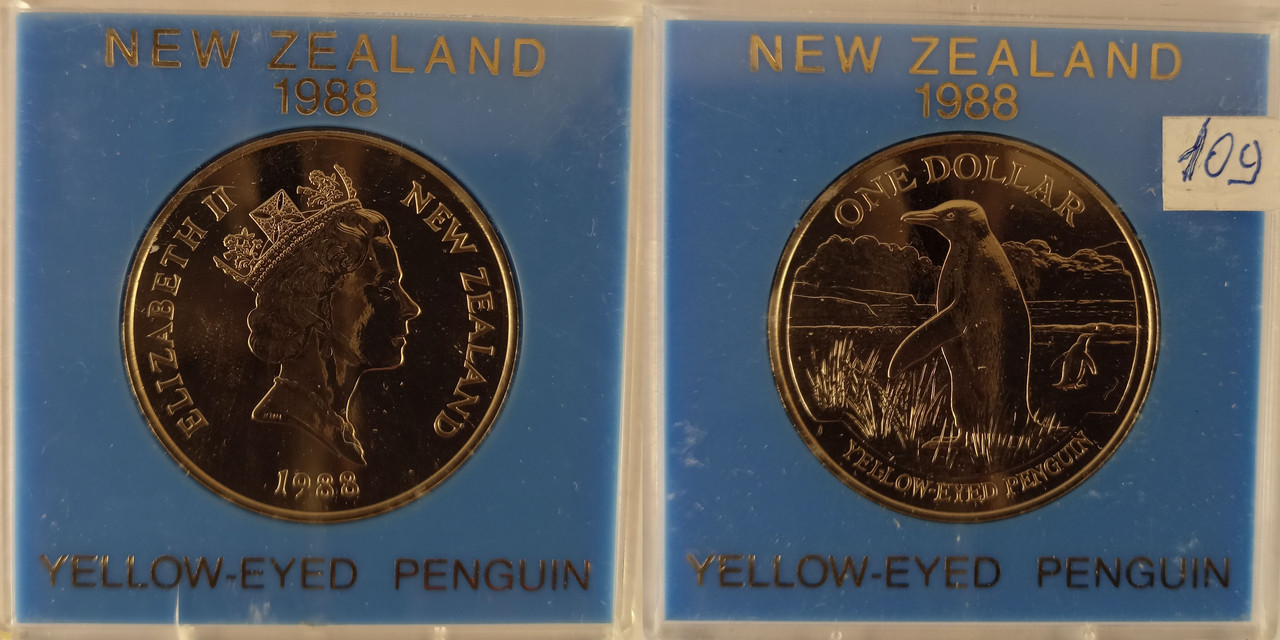 NEW ZEALAND
1988
ELIZABETH II
NEW ZEALAND
1988
YELLOW-EYED PENGUIN
NEW ZEALAND
1988
109
ONE DOLLAR
YELLOW-EYED PENGUIN
YELLOW-EYED PENGUIN